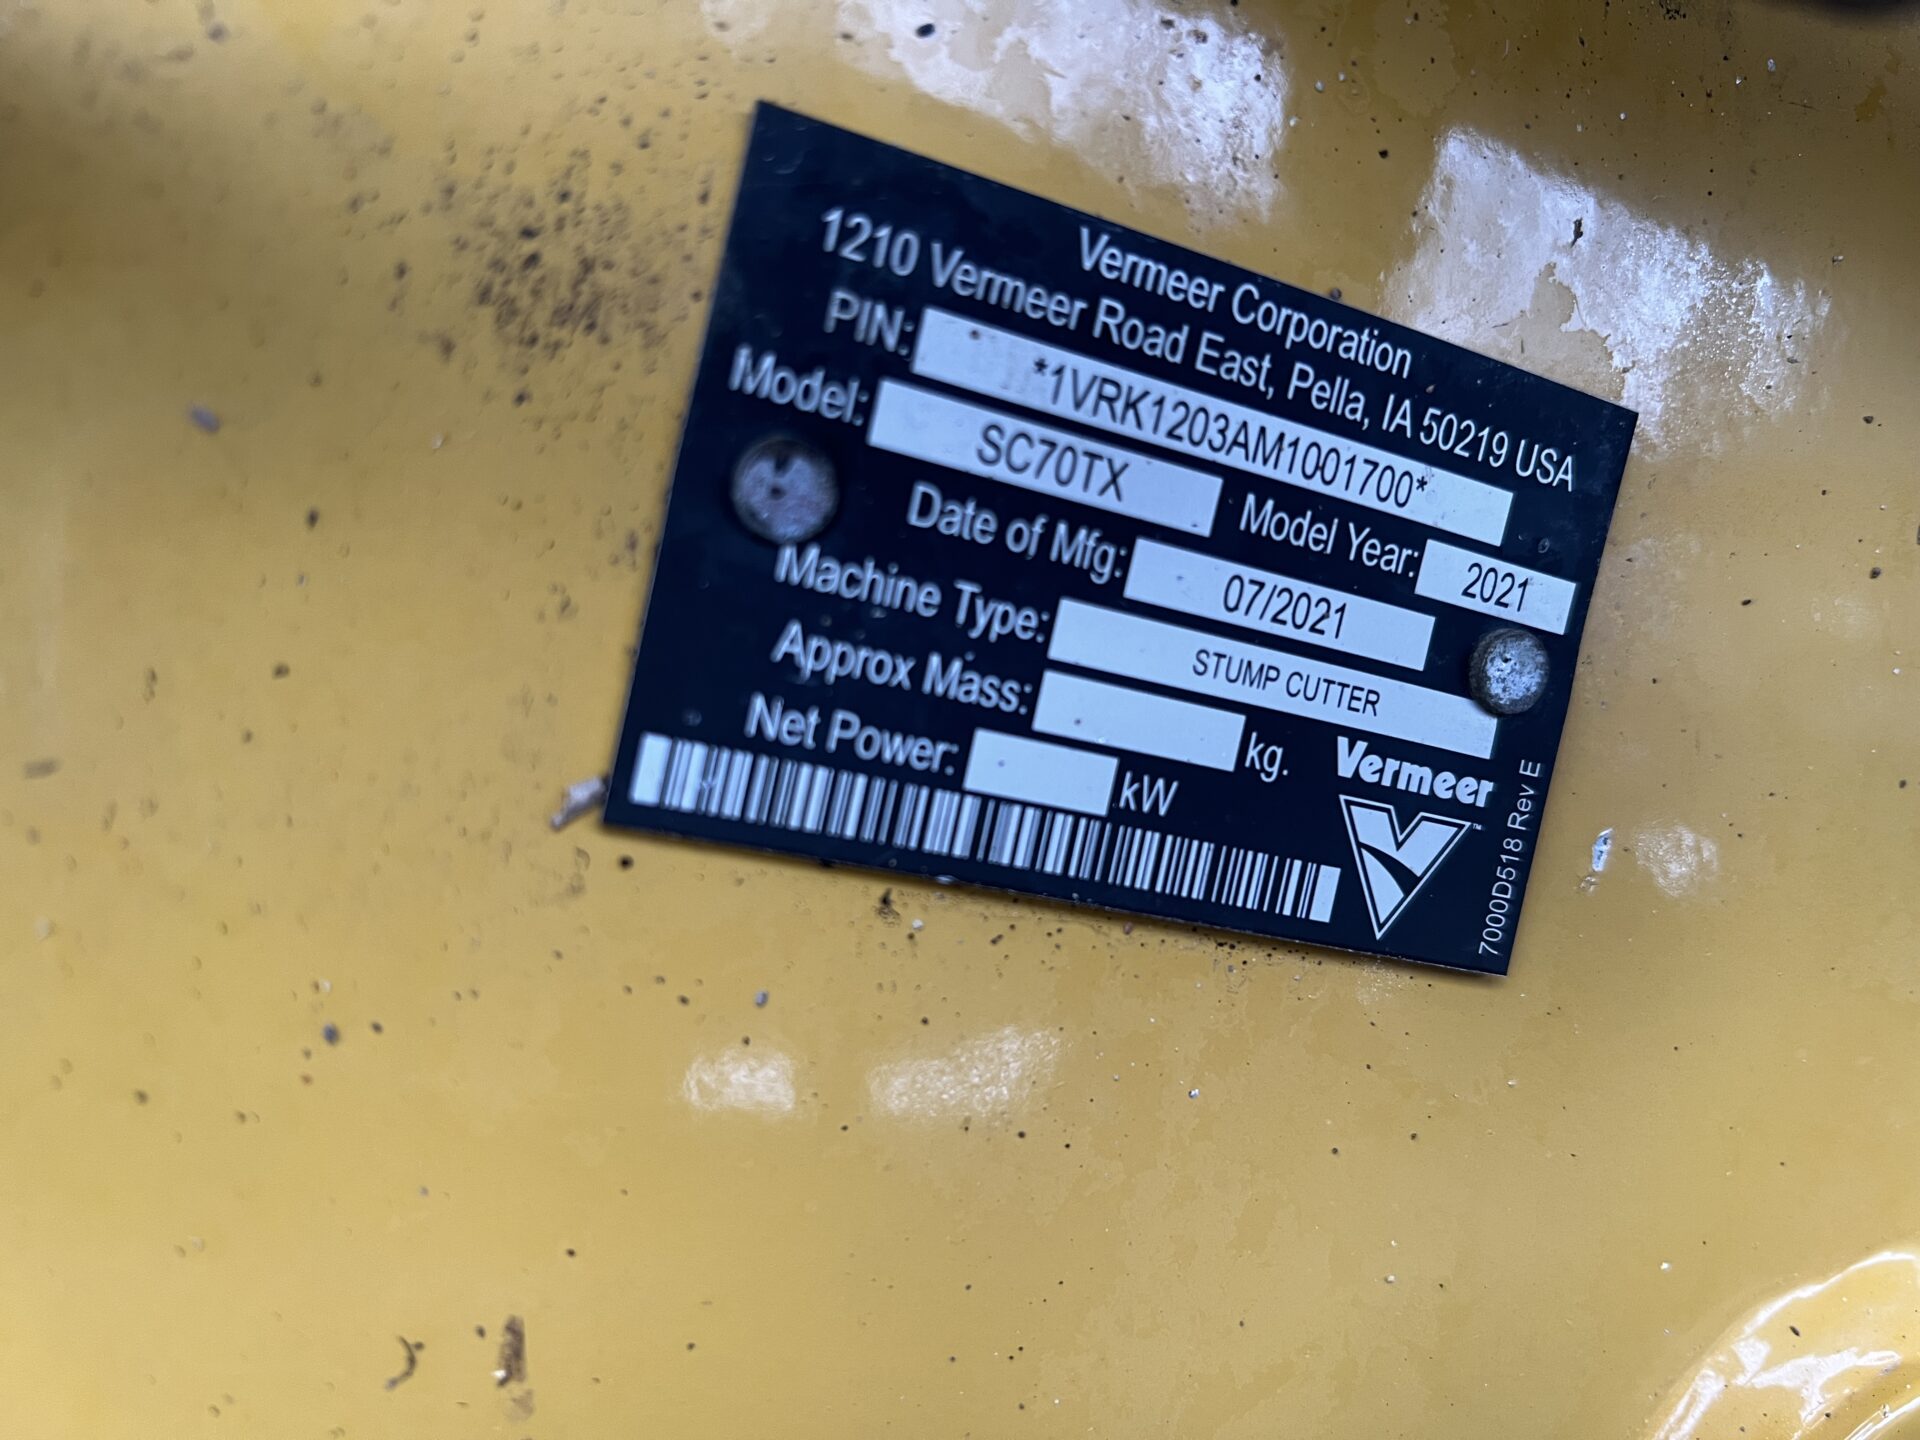 Vermeer Corporation
1210 Vermeer Road East, Pella, IA 50219 USA
PIN: *1VRK1203AM1001700*
Model: SC70TX Model Year: 2021
Date of Mfg: 07/2021
Machine Type: STUMP CUTTER
Approx Mass: kg.
Net Power: kW
Vermeer
™
7000D518 Rev E